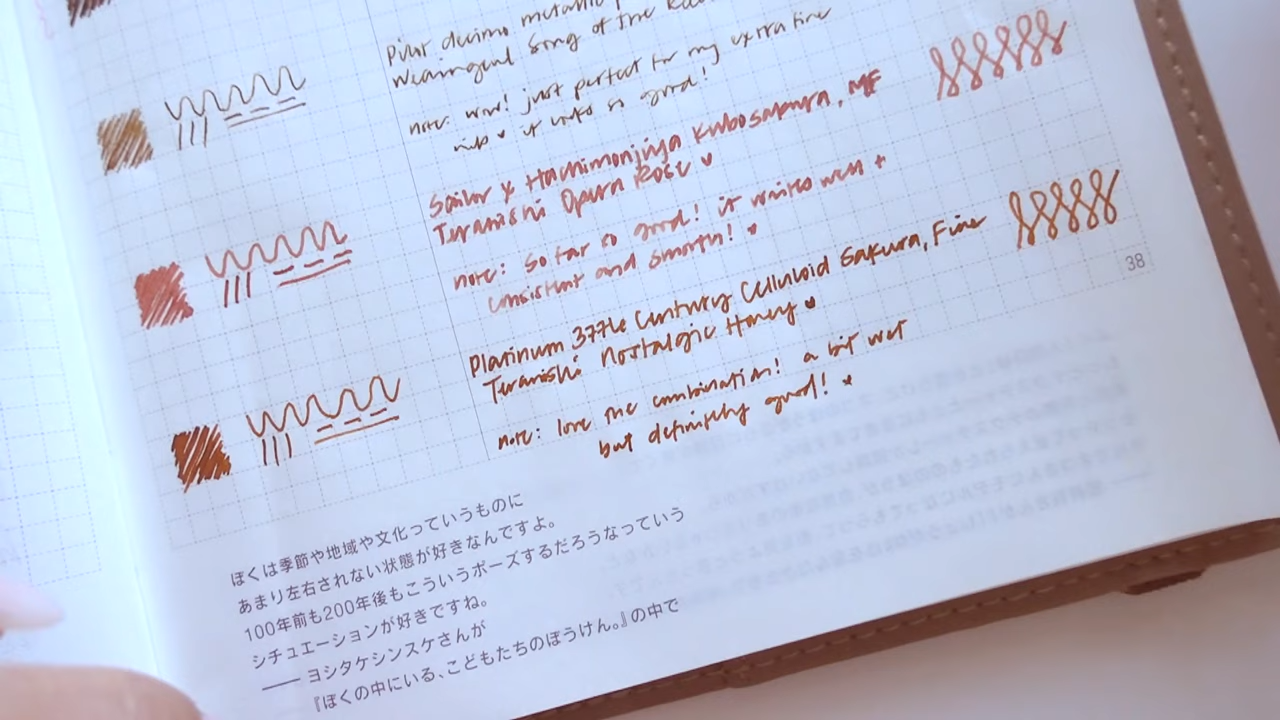 Pilot decimo metallic
Song of the
note: wow! just perfect for my extra fine
nib ♥ it writes so good!
Sailor x Hachimonjiya Kubosakura, MF
Teranishi Opera Rose ♥
note: So far so good! it writes well +
consistent and smooth!
Platinum 3776 Century Celluloid Sakura, Fine
Teranishi Nostalgic Honey ♥
note: love the combination! a bit wet
but definitely good!
38
ぼくは季節や地域や文化っていうものに
あまり左右されない状態が好きなんですよ。
100年前も200年後もこういうポーズするだろうなっていう
シチュエーションが好きですね。
── ヨシタケシンスケさんが
『ぼくの中にいる、こどもたちのぼうけん。』の中で